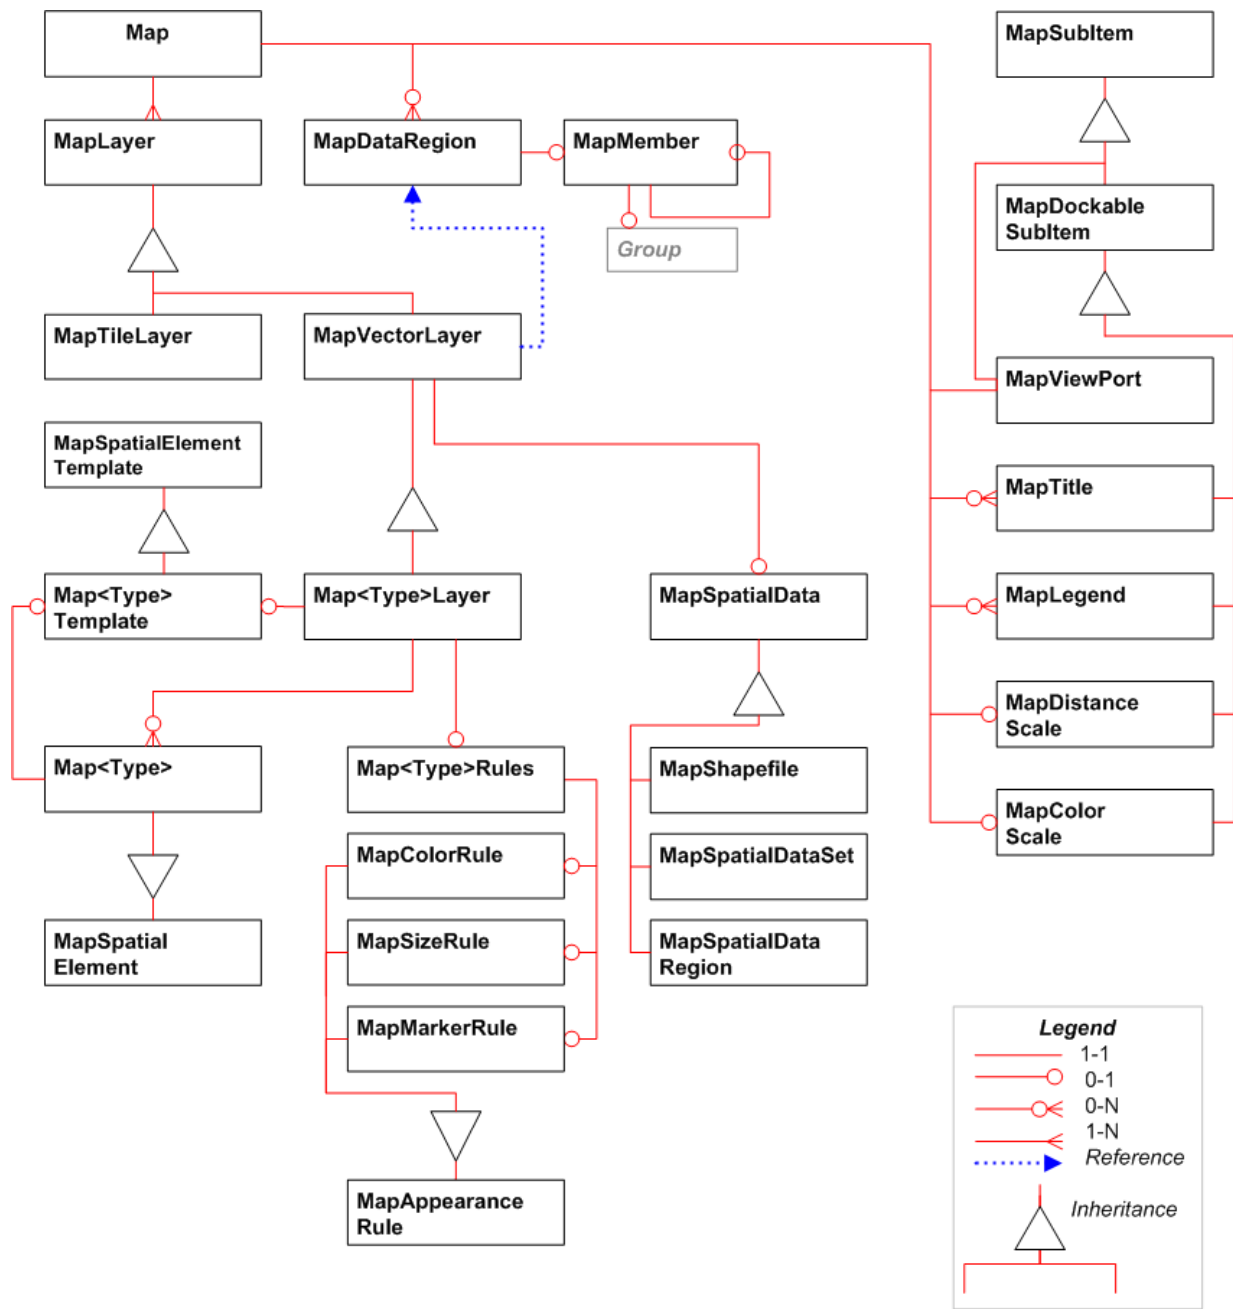 Map
MapSubItem
MapLayer
MapDataRegion
MapMember
MapDockable
SubItem
Group
MapTileLayer
MapVectorLayer
MapViewPort
MapSpatialElement
Template
MapTitle
Map<Type>
Template
Map<Type>Layer
MapSpatialData
MapLegend
MapDistance
Scale
Map<Type>
Map<Type>Rules
MapShapefile
MapColor
Scale
MapColorRule
MapSpatialDataSet
MapSpatial
Element
MapSizeRule
MapSpatialData
Region
MapMarkerRule
MapAppearance
Rule
Legend
1-1
0-1
0-N
1-N
Reference
Inheritance